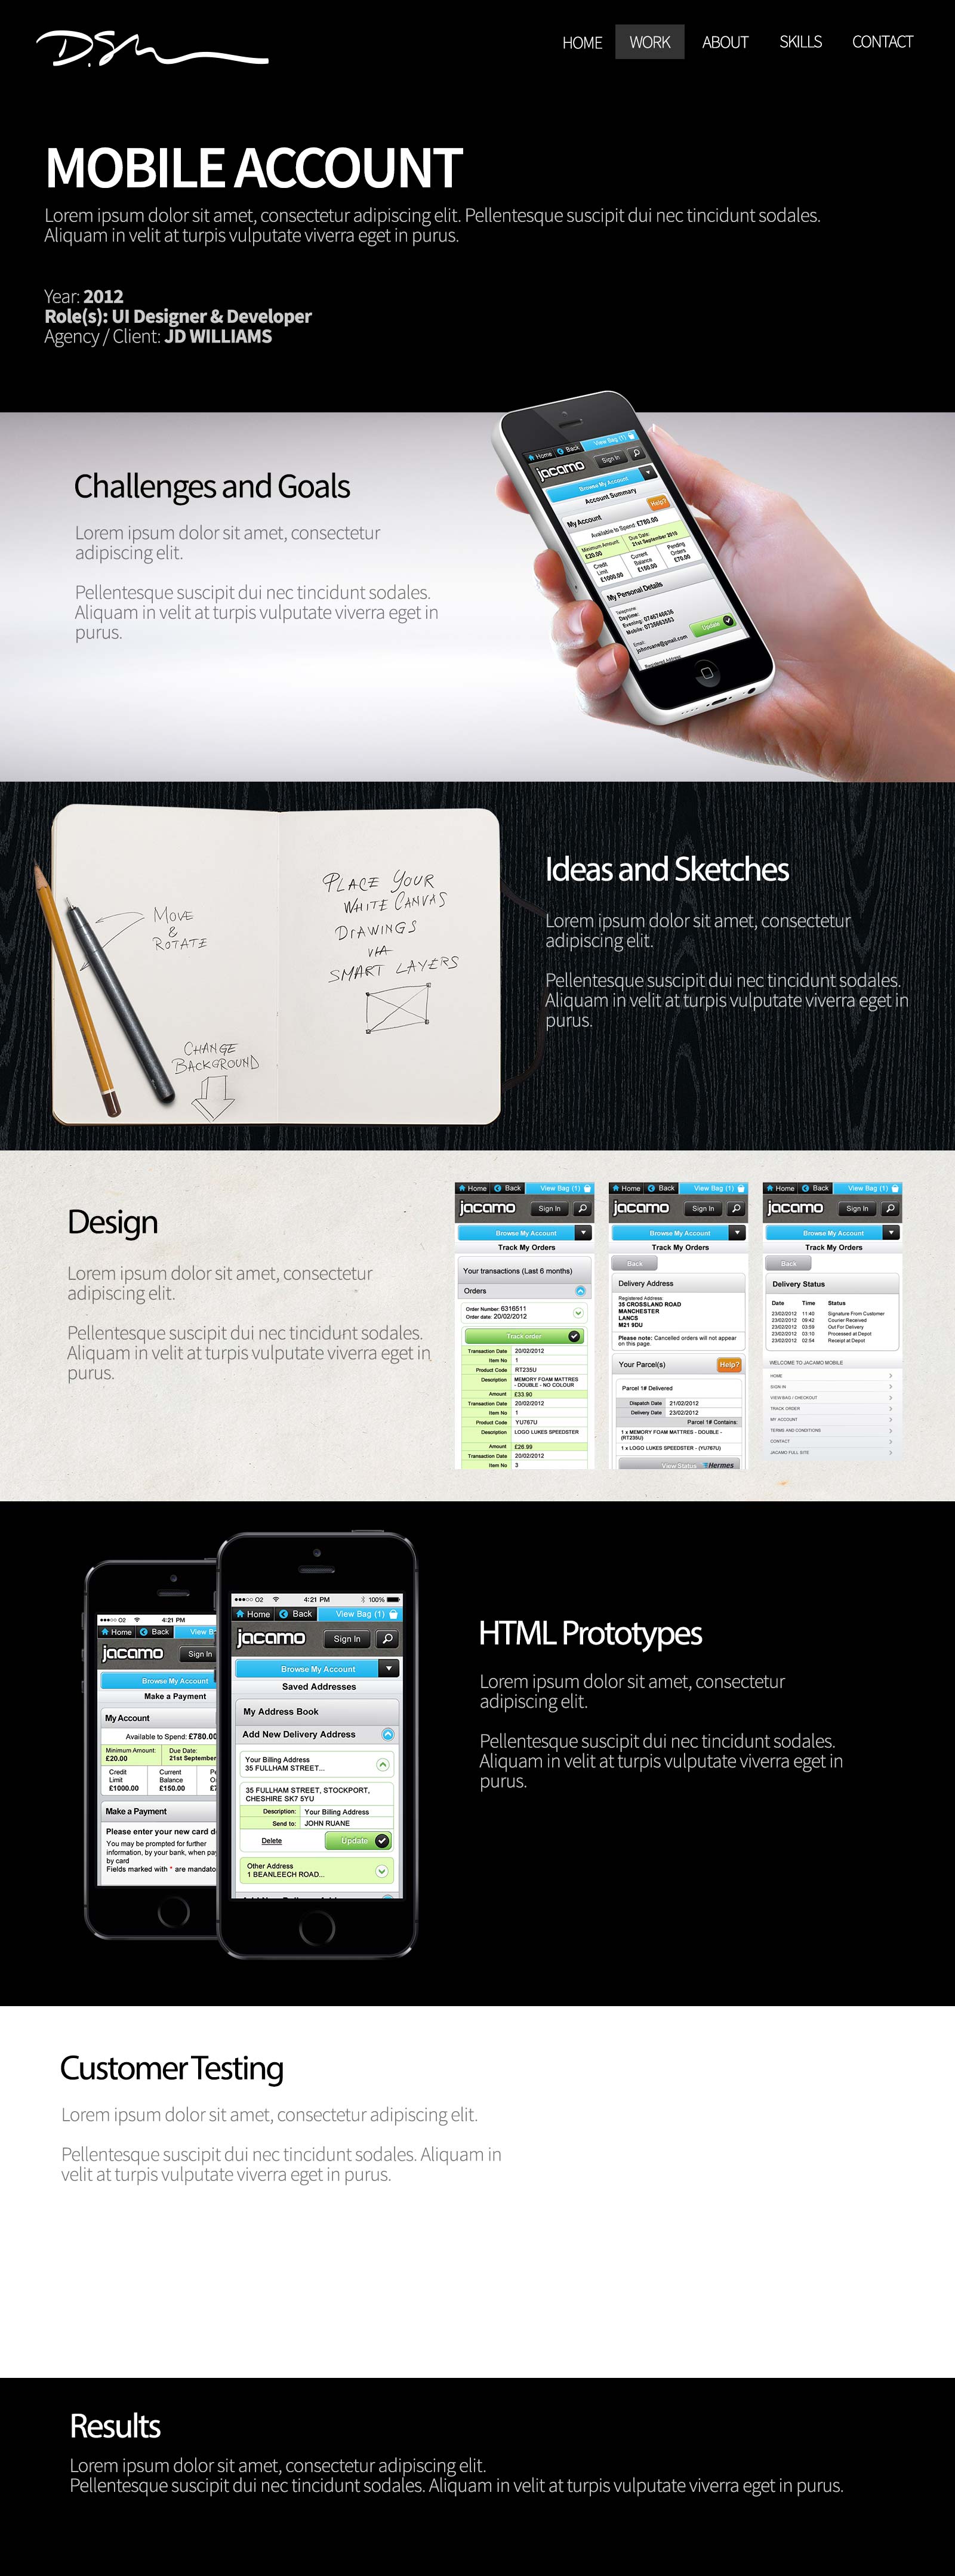 DSM
HOME WORK ABOUT SKILLS CONTACT
MOBILE ACCOUNT
Lorem ipsum dolor sit amet, consectetur adipiscing elit. Pellentesque suscipit dui nec tincidunt sodales.
Aliquam in velit at turpis vulputate viverra eget in purus.
Year: 2012
Role(s): UI Designer & Developer
Agency / Client: JD WILLIAMS
Challenges and Goals
Lorem ipsum dolor sit amet, consectetur
adipiscing elit.
Pellentesque suscipit dui nec tincidunt sodales.
Aliquam in velit at turpis vulputate viverra eget in
purus.
Home Back View Bag (1)
jacamo Sign In
Browse My Account
Account Summary
My Account Help?
Available to Spend: £780.00
Minimum Amount: Due Date:
£20.00 21st September 2010
Credit Current Pending
Limit Balance Orders
£1000.00 £150.00 £70.00
My Personal Details
Telephone
Daytime:
Evening: 0746746635
Mobile: 0735663563
Email: Update
johnruane@gmail.com
Registered Address:
MOVE
&
ROTATE
CHANGE
BACKGROUND
PLACE YOUR
WHITE CANVAS
DRAWINGS
VIA
SMART LAYERS
Ideas and Sketches
Lorem ipsum dolor sit amet, consectetur
adipiscing elit.
Pellentesque suscipit dui nec tincidunt sodales.
Aliquam in velit at turpis vulputate viverra eget in
purus.
Design
Lorem ipsum dolor sit amet, consectetur
adipiscing elit.
Pellentesque suscipit dui nec tincidunt sodales.
Aliquam in velit at turpis vulputate viverra eget in
purus.
Home Back View Bag (1)
jacamo Sign In
Browse My Account
Track My Orders
Your transactions (Last 6 months)
Orders
Order Number: 6316511
Order date: 20/02/2012
Track order
Transaction Date 20/02/2012
Item No 1
Product Code RT235U
Description MEMORY FOAM MATTRES
- DOUBLE - NO COLOUR
Amount £33.90
Transaction Date 20/02/2012
Item No 1
Product Code YU767U
Description LOGO LUKES SPEEDSTER
Amount £26.99
Transaction Date 20/02/2012
Item No 3
Home Back View Bag (1)
jacamo Sign In
Browse My Account
Track My Orders
Back
Delivery Address
Registered Address:
35 CROSSLAND ROAD
MANCHESTER
LANCS
M21 9DU
Please note: Cancelled orders will not appear
on this page.
Your Parcel(s) Help?
Parcel 1# Delivered
Dispatch Date 21/02/2012
Delivery Date 23/02/2012
Parcel 1# Contains:
1 x MEMORY FOAM MATTRES - DOUBLE -
(RT235U)
1 x LOGO LUKES SPEEDSTER - (YU767U)
View Status Hermes
Home Back View Bag (1)
jacamo Sign In
Browse My Account
Track My Orders
Back
Delivery Status
Date Time Status
23/02/2012 11:40 Signature From Customer
23/02/2012 09:42 Courier Received
23/02/2012 03:59 Out For Delivery
23/02/2012 03:10 Processed at Depot
23/02/2012 02:54 Receipt at Depot
WELCOME TO JACAMO MOBILE
HOME
SIGN IN
VIEW BAG / CHECKOUT
TRACK ORDER
MY ACCOUNT
TERMS AND CONDITIONS
CONTACT
JACAMO FULL SITE
O2 4:21 PM
Home Back View B
jacamo Sign In
Browse My Account
Make a Payment
My Account
Available to Spend: £780.00
Minimum Amount: Due Date:
£20.00 21st September
Credit Current
Limit Balance
£1000.00 £150.00
Make a Payment
Please enter your new card d
You may be prompted for further
information, by your bank, when pa
by card
Fields marked with * are mandato
O2 4:21 PM 100%
Home Back View Bag (1)
jacamo Sign In
Browse My Account
Saved Addresses
My Address Book
Add New Delivery Address
Your Billing Address
35 FULLHAM STREET...
35 FULLHAM STREET, STOCKPORT,
CHESHIRE SK7 5YU
Description: Your Billing Address
Send to: JOHN RUANE
Delete Update
Other Address
1 BEANLEECH ROAD...
HTML Prototypes
Lorem ipsum dolor sit amet, consectetur
adipiscing elit.
Pellentesque suscipit dui nec tincidunt sodales.
Aliquam in velit at turpis vulputate viverra eget in
purus.
Customer Testing
Lorem ipsum dolor sit amet, consectetur adipiscing elit.
Pellentesque suscipit dui nec tincidunt sodales. Aliquam in
velit at turpis vulputate viverra eget in purus.
Results
Lorem ipsum dolor sit amet, consectetur adipiscing elit.
Pellentesque suscipit dui nec tincidunt sodales. Aliquam in velit at turpis vulputate viverra eget in purus.